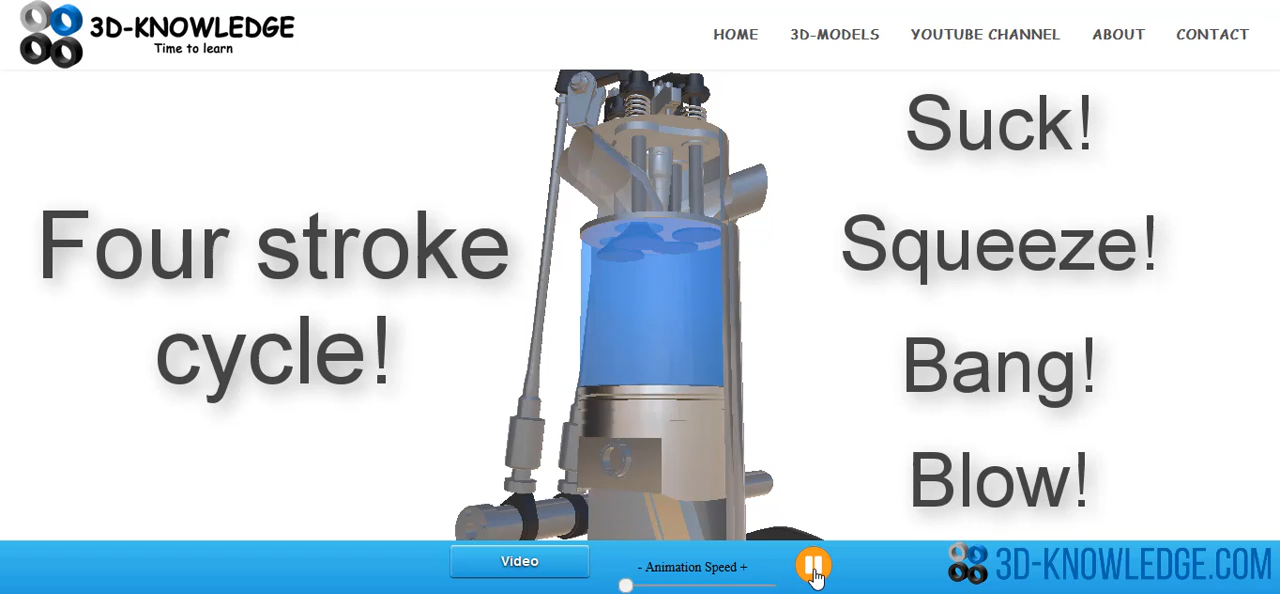 3D-KNOWLEDGE
Time to learn
HOME 3D-MODELS YOUTUBE CHANNEL ABOUT CONTACT
Four stroke
cycle!
Suck!
Squeeze!
Bang!
Blow!
Video
- Animation Speed +
3D-KNOWLEDGE.COM